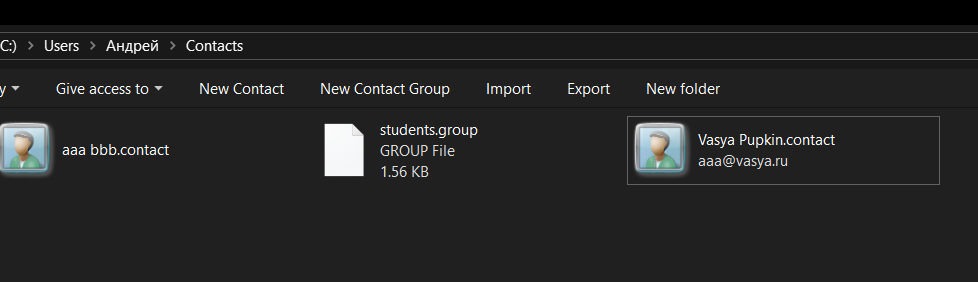 C:) > Users > Андрей > Contacts
y Give access to New Contact New Contact Group Import Export New folder
aaa bbb.contact
students.group
GROUP File
1.56 KB
Vasya Pupkin.contact
aaa@vasya.ru